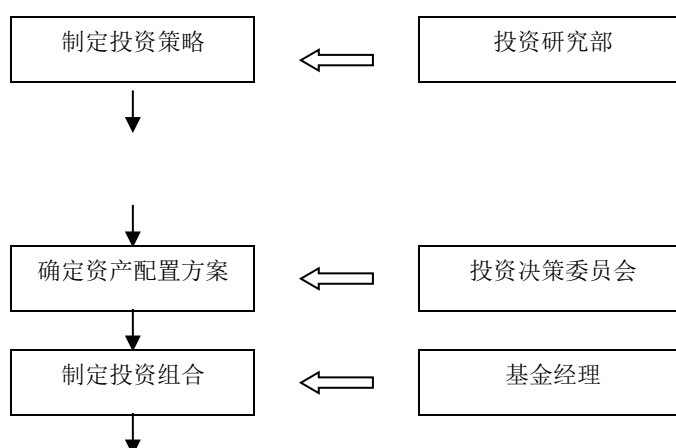 制定投资策略
投资研究部
确定资产配置方案
投资决策委员会
制定投资组合
基金经理